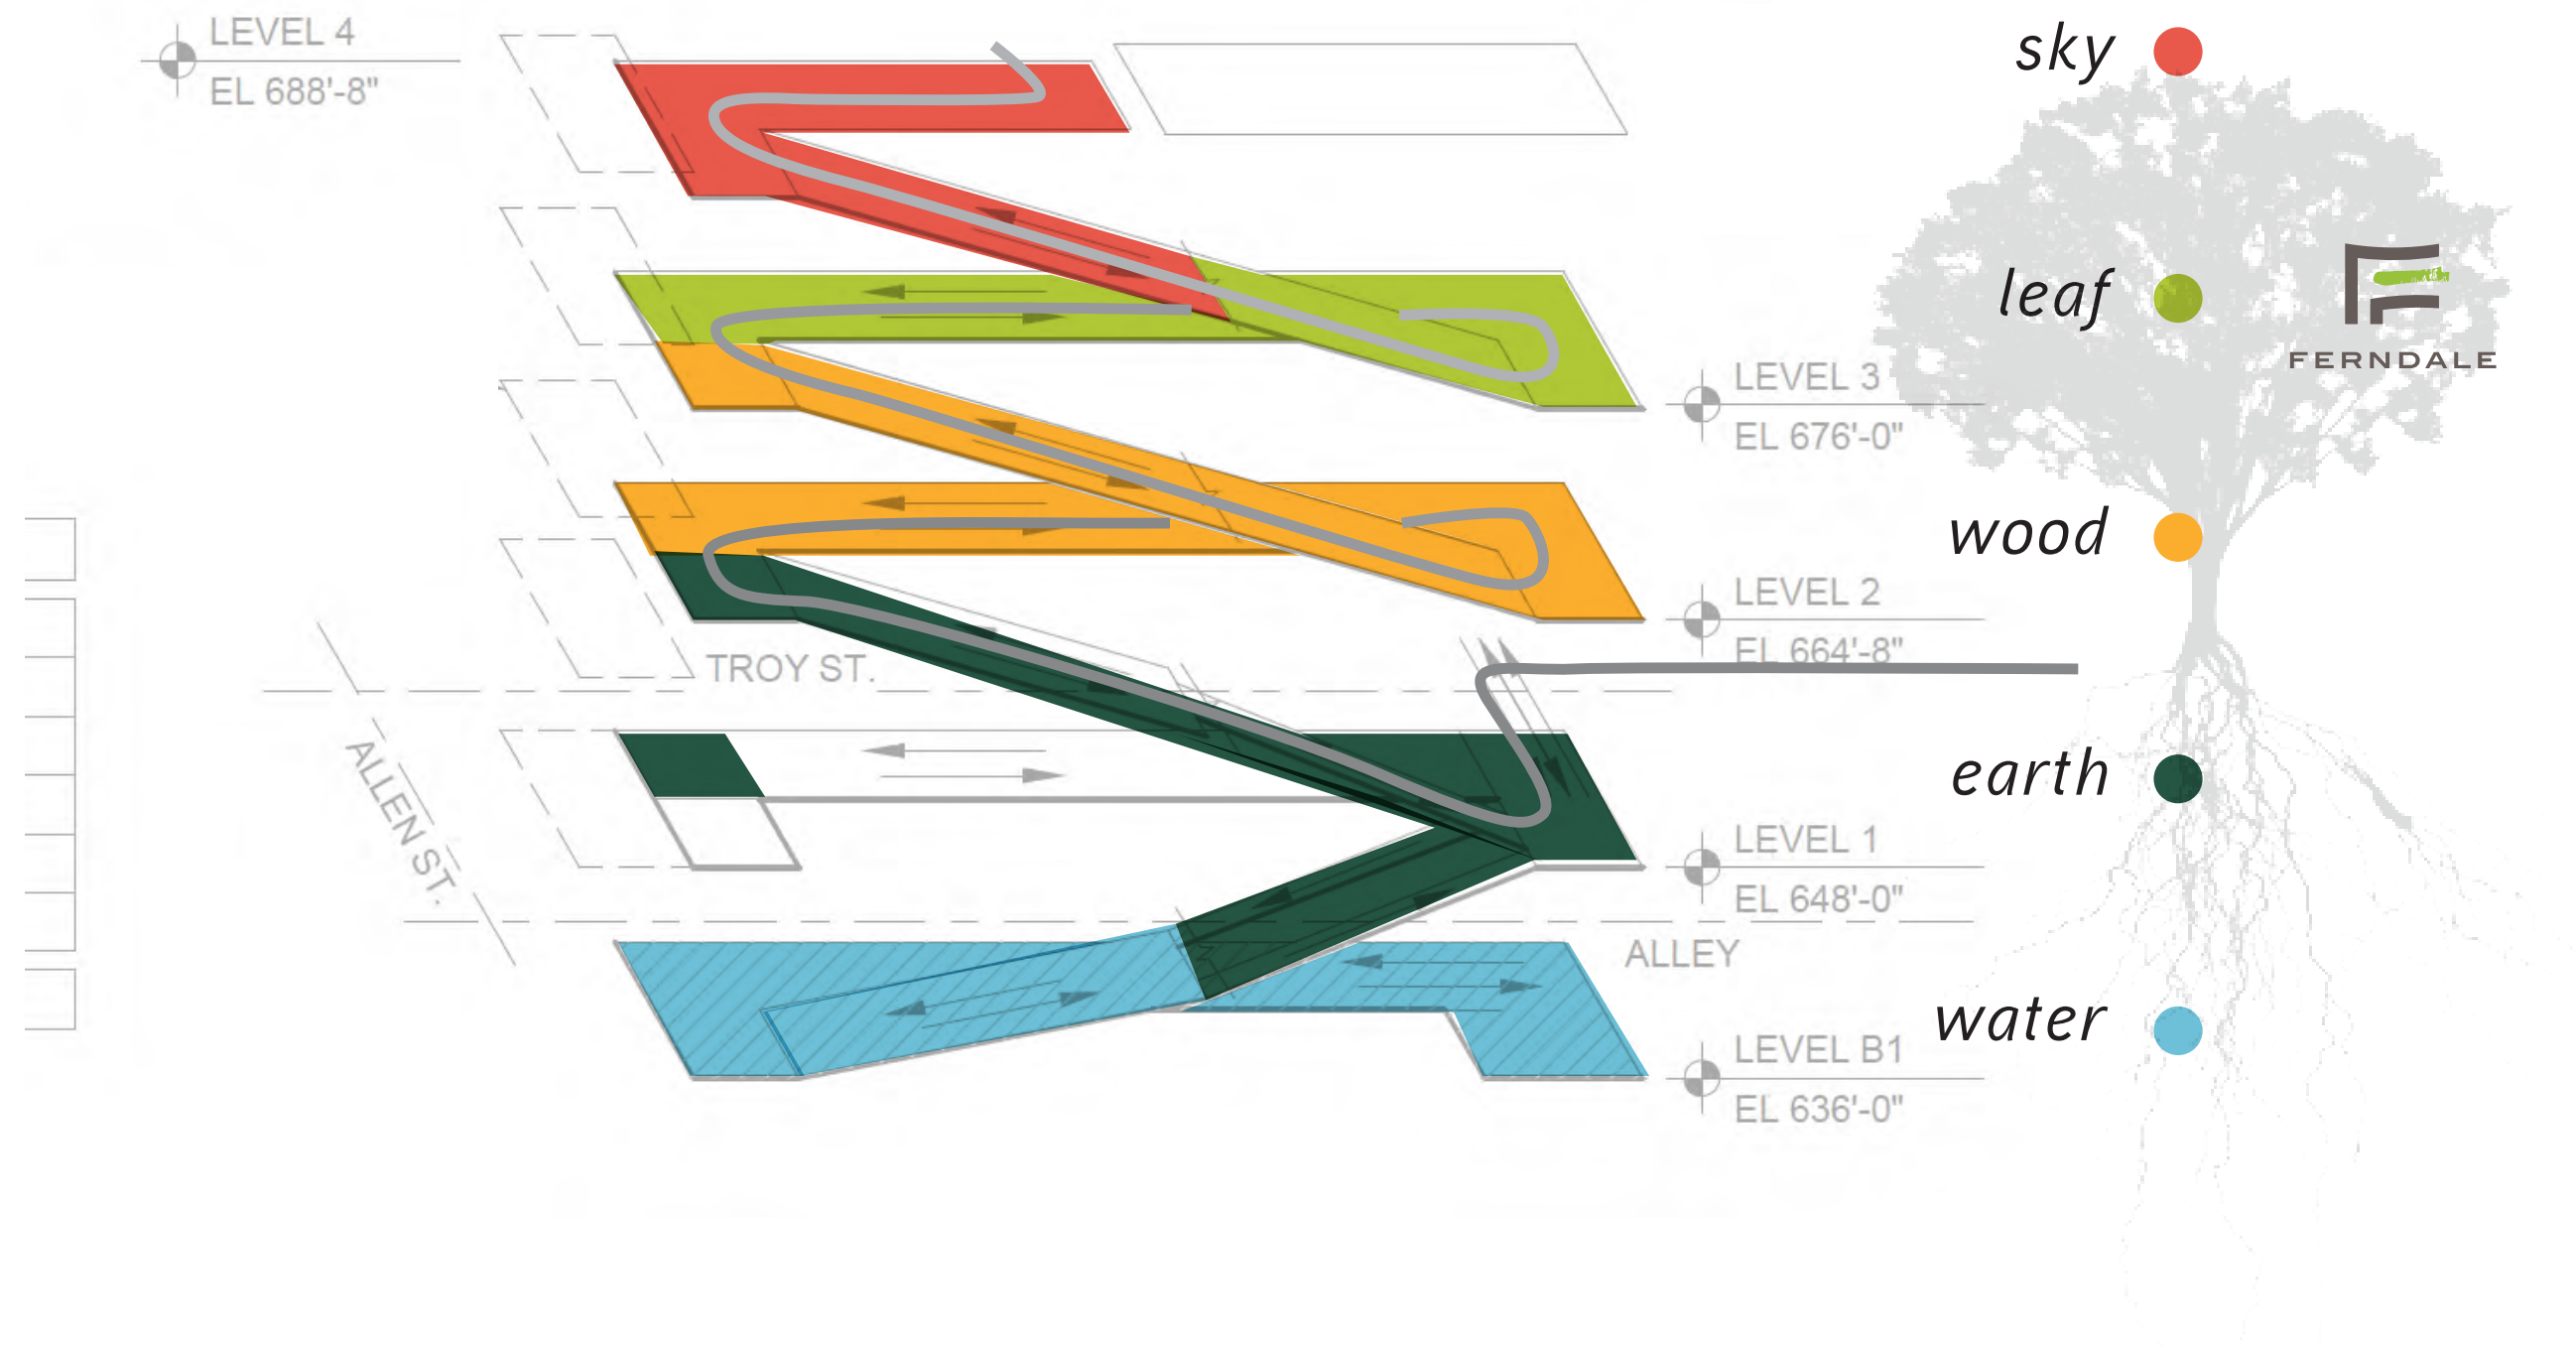 LEVEL 4
EL 688'-8"
sky
leaf
FERNDALE
LEVEL 3
EL 676'-0"
wood
LEVEL 2
EL 664'-8"
TROY ST.
earth
ALLEN ST.
LEVEL 1
EL 648'-0"
ALLEY
water
LEVEL B1
EL 636'-0"